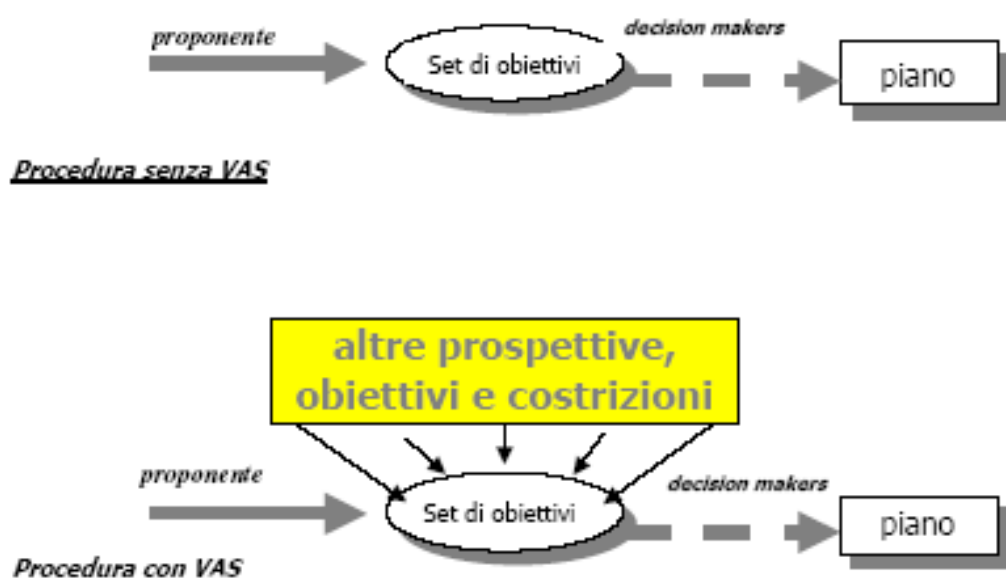 proponente
Set di obiettivi
decision makers
piano
Procedura senza VAS
altre prospettive,
obiettivi e costrizioni
proponente
Set di obiettivi
decision makers
piano
Procedura con VAS